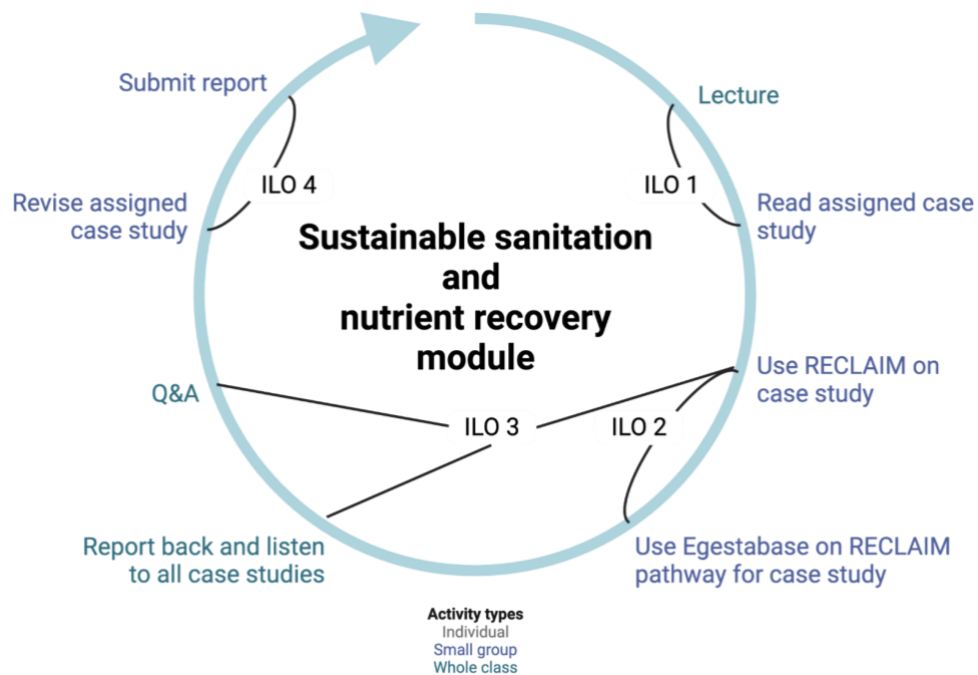 Submit report
Lecture
ILO 4
ILO 1
Revise assigned
case study
Read assigned case
study
Sustainable sanitation
and
nutrient recovery
module
Q&A
Use RECLAIM on
case study
ILO 3
ILO 2
Report back and listen
to all case studies
Use Egestabase on RECLAIM
pathway for case study
Activity types
Individual
Small group
Whole class